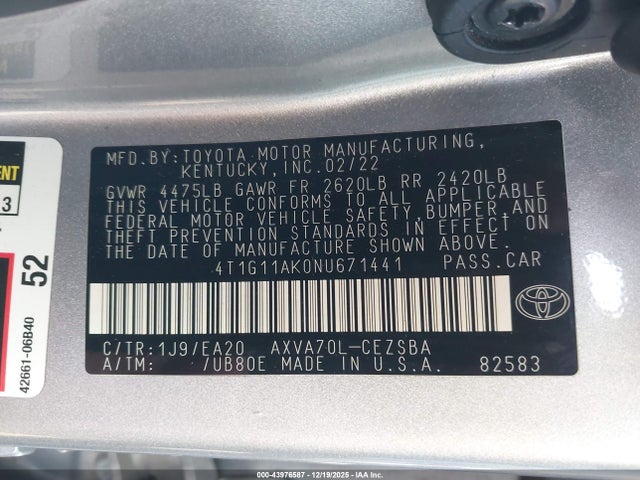 MFD.BY:TOYOTA MOTOR MANUFACTURING,
KENTUCKY,INC.02/22
GVWR 4475LB GAWR FR 2620LB RR 2420LB
THIS VEHICLE CONFORMS TO ALL APPLICABLE
FEDERAL MOTOR VEHICLE SAFETY,BUMPER,AND
THEFT PREVENTION STANDARDS IN EFFECT ON
THE DATE OF MANUFACTURE SHOWN ABOVE.
4T1G11AK0NU671441 PASS.CAR
C/TR:1J9/EA20 AXVA70L-CEZSBA
A/TM: /UB80E MADE IN U.S.A. 82583
52
42661-06B40
© IAAI - 43976587 | 12/19/2025 | IAA INC.